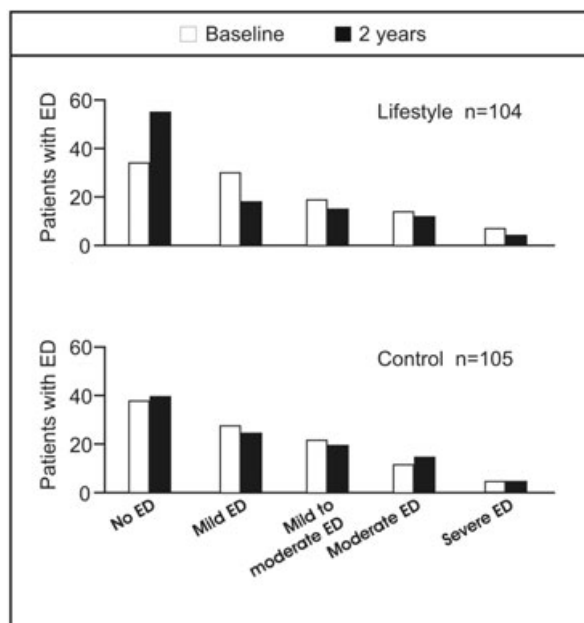 Baseline 2 years
Lifestyle n=104
Patients with ED
60
40
20
0
Control n=105
Patients with ED
60
40
20
0
No ED
Mild ED
Mild to
moderate ED
Moderate ED
Severe ED